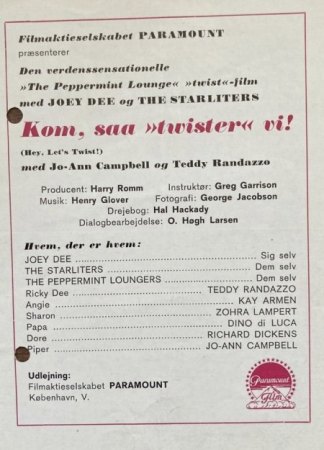 Filmaktieselskabet PARAMOUNT
præsenterer
Den verdenssensationelle
»The Peppermint Lounge« »twist«-film
med JOEY DEE og THE STARLITERS
Kom, saa »twister« vi!
(Hey, Let's Twist!)
med Jo-Ann Campbell og Teddy Randazzo
Producent: Harry Romm Instruktør: Greg Garrison
Musik: Henry Glover Fotografi: George Jacobson
Drejebog: Hal Hackady
Dialogbearbejdelse: O. Høgh Larsen
Hvem, der er hvem:
JOEY DEE Sig selv
THE STARLITERS Dem selv
THE PEPPERMINT LOUNGERS Dem selv
Ricky Dee TEDDY RANDAZZO
Angie KAY ARMEN
Sharon ZOHRA LAMPERT
Papa DINO di LUCA
Dore RICHARD DICKENS
Piper JO-ANN CAMPBELL
Udlejning:
Filmaktieselskabet PARAMOUNT
København, V.
Paramount
Film